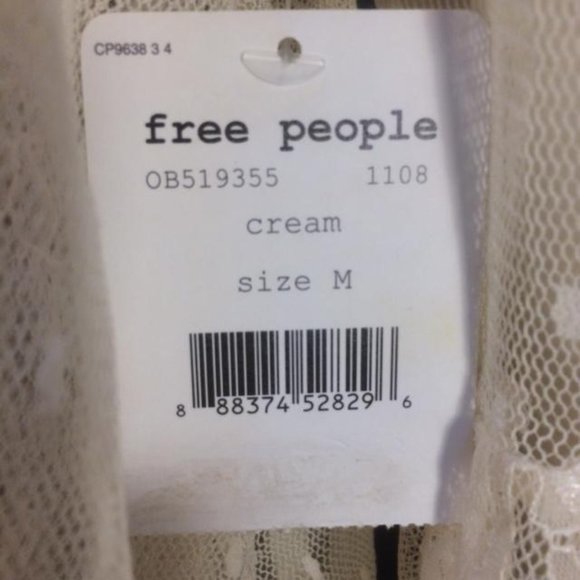 CP9638 3 4
free people
OB519355 1108
cream
size M
8 88374 52829 6